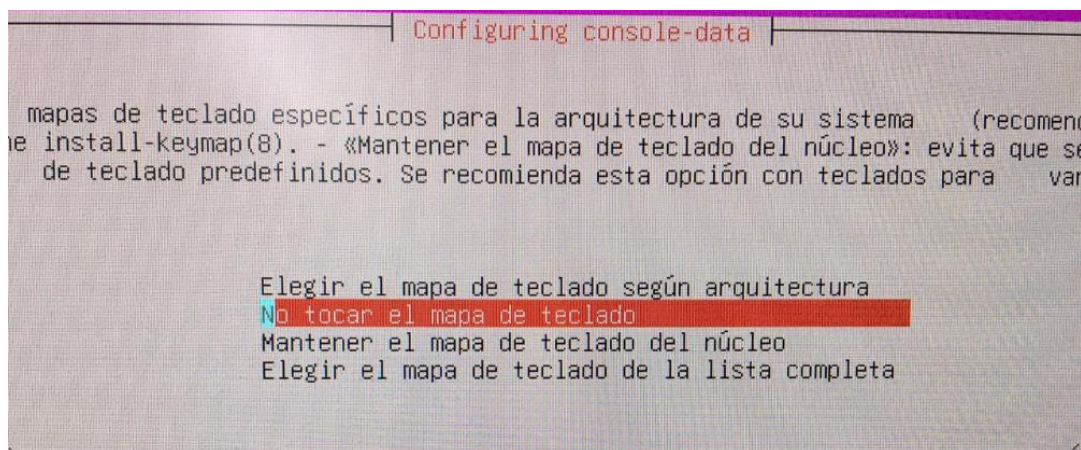 Configuring console-data
mapas de teclado específicos para la arquitectura de su sistema (recomen
install-keymap(8). - «Mantener el mapa de teclado del núcleo»: evita que se
de teclado predefinidos. Se recomienda esta opción con teclados para var
Elegir el mapa de teclado según arquitectura
No tocar el mapa de teclado
Mantener el mapa de teclado del núcleo
Elegir el mapa de teclado de la lista completa